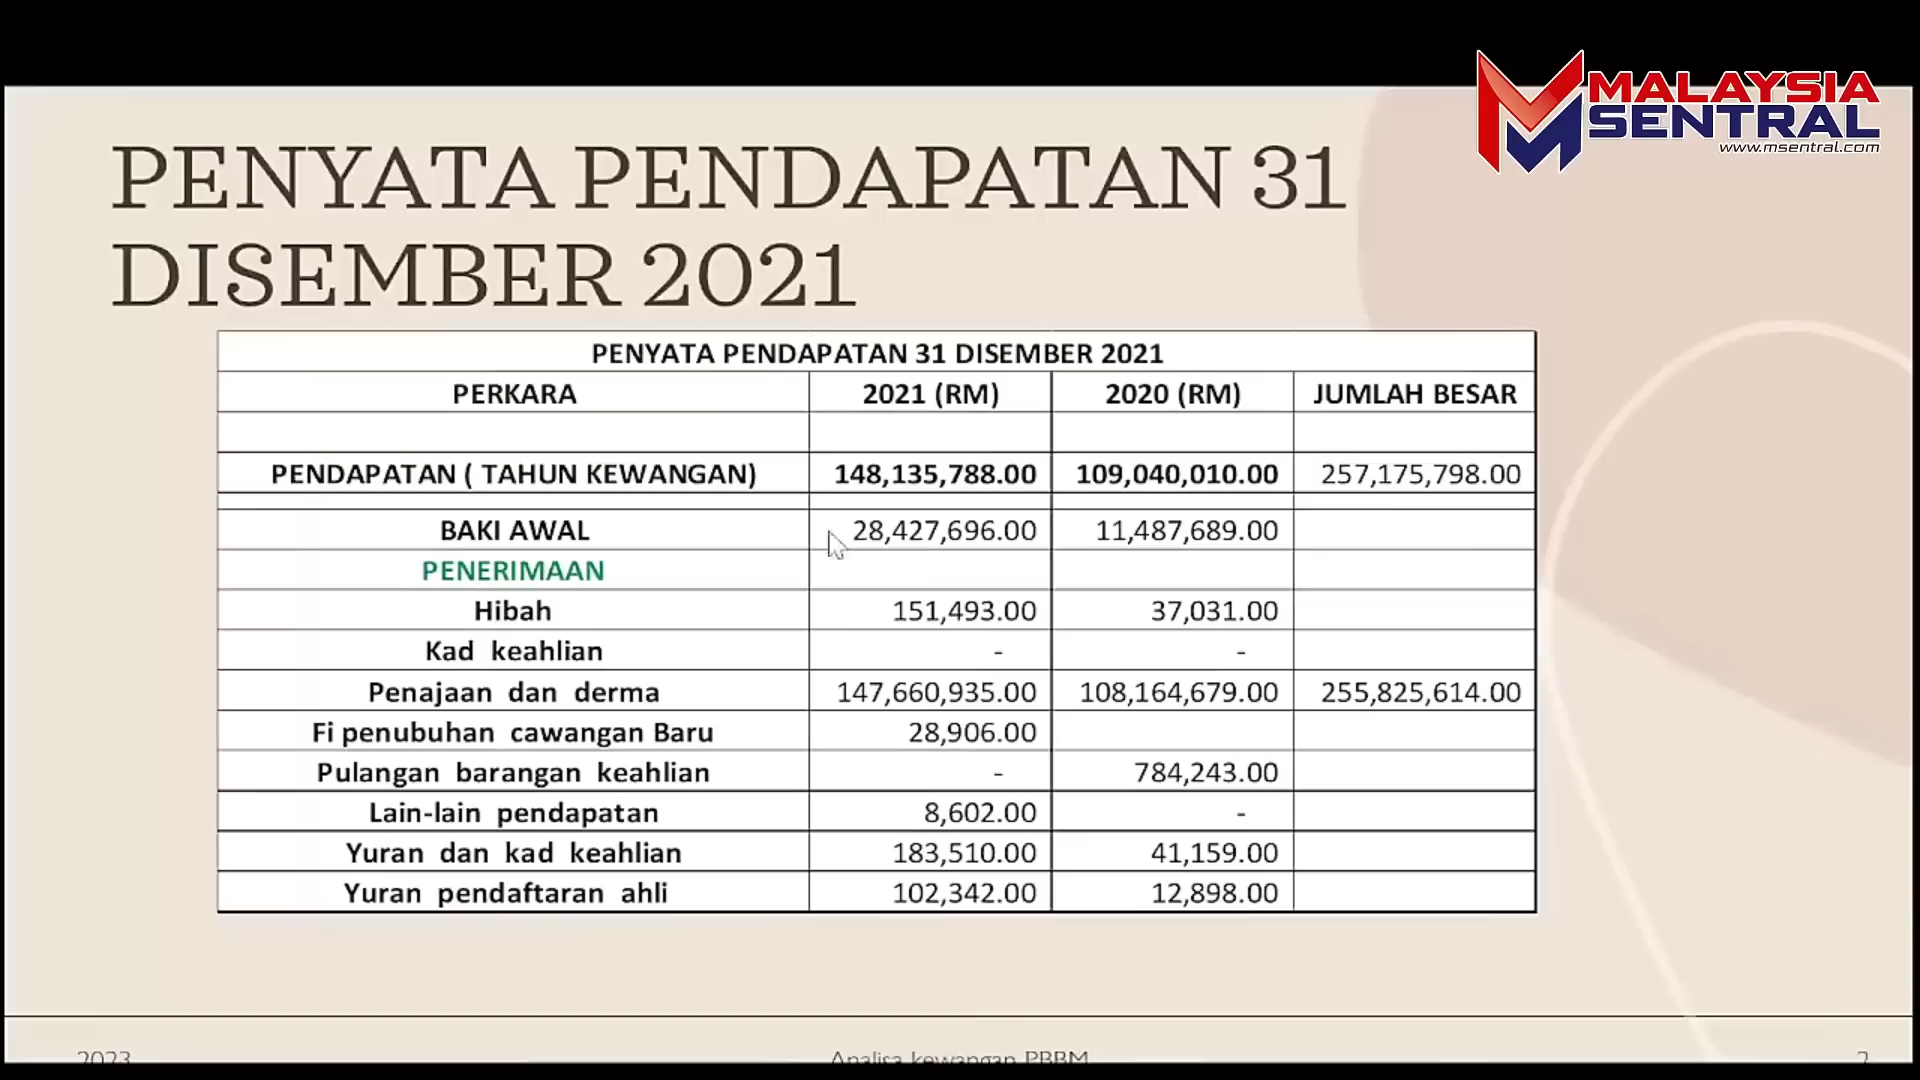 MALAYSIA
SENTRAL
www.msentral.com
PENYATA PENDAPATAN 31
DISEMBER 2021
PENYATA PENDAPATAN 31 DISEMBER 2021
PERKARA 2021 (RM) 2020 (RM) JUMLAH BESAR
PENDAPATAN ( TAHUN KEWANGAN) 148,135,788.00 109,040,010.00 257,175,798.00
BAKI AWAL 28,427,696.00 11,487,689.00
PENERIMAAN
Hibah 151,493.00 37,031.00
Kad keahlian - -
Penajaan dan derma 147,660,935.00 108,164,679.00 255,825,614.00
Fi penubuhan cawangan Baru 28,906.00
Pulangan barangan keahlian - 784,243.00
Lain-lain pendapatan 8,602.00 -
Yuran dan kad keahlian 183,510.00 41,159.00
Yuran pendaftaran ahli 102,342.00 12,898.00
2023 Analisa kewangan PBBM 2